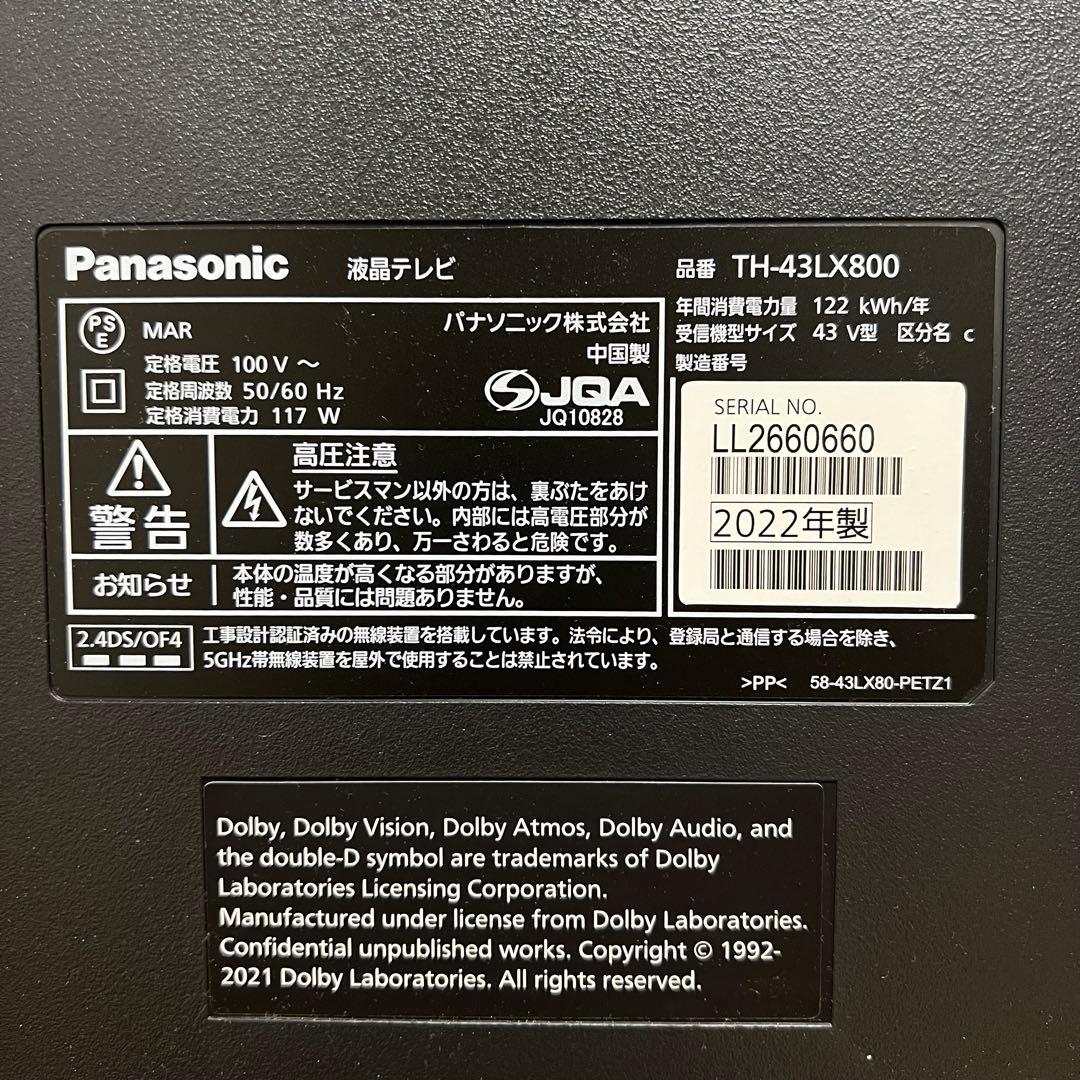 Panasonic 液晶テレビ 品番 TH-43LX800
年間消費電力量 122 kWh/年
受信機型サイズ 43 V型 区分名 c
製造番号
SERIAL NO.
LL2660660
2022年製
PSE MAR パナソニック株式会社
中国製
定格電圧 100 V ～
定格周波数 50/60 Hz
定格消費電力 117 W
JQA
JQ10828
警告
高圧注意
サービスマン以外の方は、裏ぶたをあけ
ないでください。内部には高電圧部分が
数多くあり、万一さわると危険です。
お知らせ
本体の温度が高くなる部分がありますが、
性能・品質には問題ありません。
2.4DS/OF4
工事設計認証済みの無線装置を搭載しています。法令により、登録局と通信する場合を除き、
5GHz帯無線装置を屋外で使用することは禁止されています。
>PP< 58-43LX80-PETZ1
Dolby, Dolby Vision, Dolby Atmos, Dolby Audio, and
the double-D symbol are trademarks of Dolby
Laboratories Licensing Corporation.
Manufactured under license from Dolby Laboratories.
Confidential unpublished works. Copyright © 1992-
2021 Dolby Laboratories. All rights reserved.